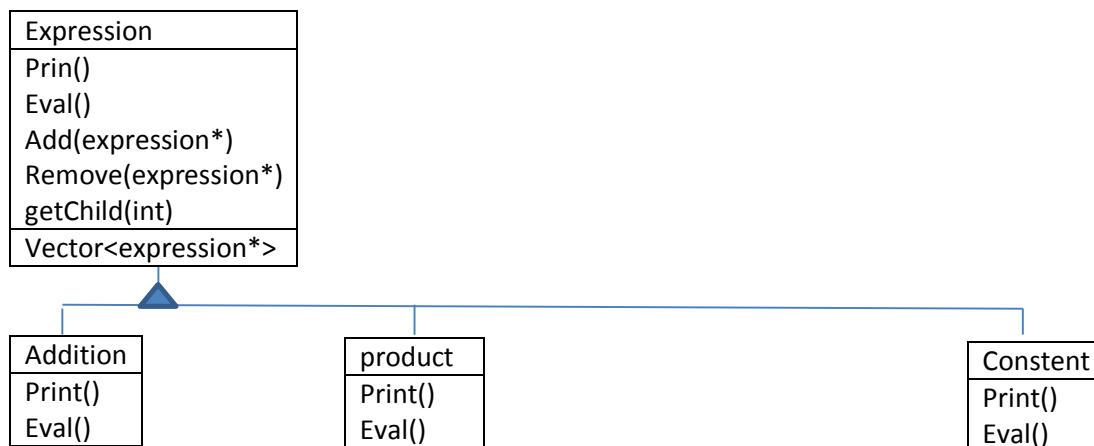 Expression
Prin()
Eval()
Add(expression*)
Remove(expression*)
getChild(int)
Vector<expression*>
Addition
Print()
Eval()
product
Print()
Eval()
Constent
Print()
Eval()